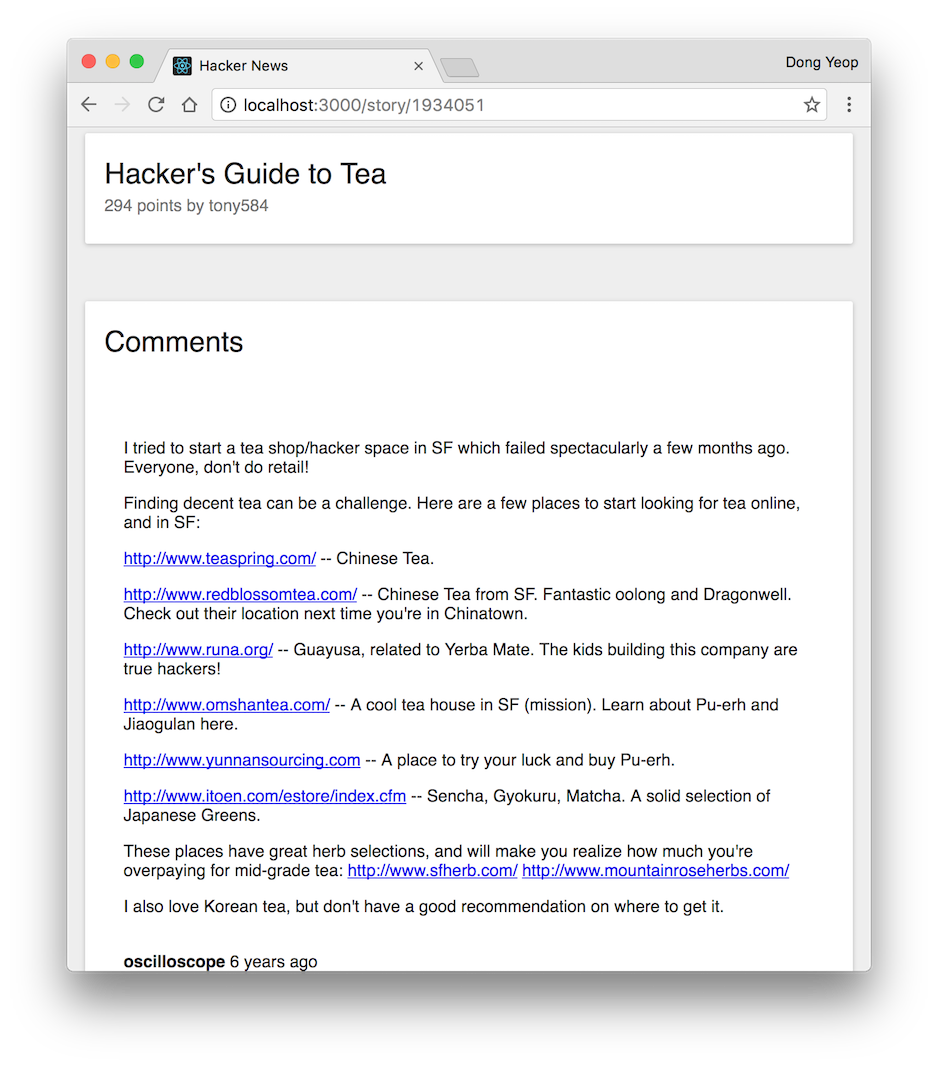 Hacker News
Dong Yeop
localhost:3000/story/1934051
Hacker's Guide to Tea
294 points by tony584
Comments
I tried to start a tea shop/hacker space in SF which failed spectacularly a few months ago.
Everyone, don't do retail!
Finding decent tea can be a challenge. Here are a few places to start looking for tea online,
and in SF:
http://www.teaspring.com/ -- Chinese Tea.
http://www.redblossomtea.com/ -- Chinese Tea from SF. Fantastic oolong and Dragonwell.
Check out their location next time you're in Chinatown.
http://www.runa.org/ -- Guayusa, related to Yerba Mate. The kids building this company are
true hackers!
http://www.omshantea.com/ -- A cool tea house in SF (mission). Learn about Pu-erh and
Jiaogulan here.
http://www.yunnansourcing.com -- A place to try your luck and buy Pu-erh.
http://www.itoen.com/estore/index.cfm -- Sencha, Gyokuru, Matcha. A solid selection of
Japanese Greens.
These places have great herb selections, and will make you realize how much you're
overpaying for mid-grade tea: http://www.sfherb.com/ http://www.mountainroseherbs.com/
I also love Korean tea, but don't have a good recommendation on where to get it.
oscilloscope 6 years ago